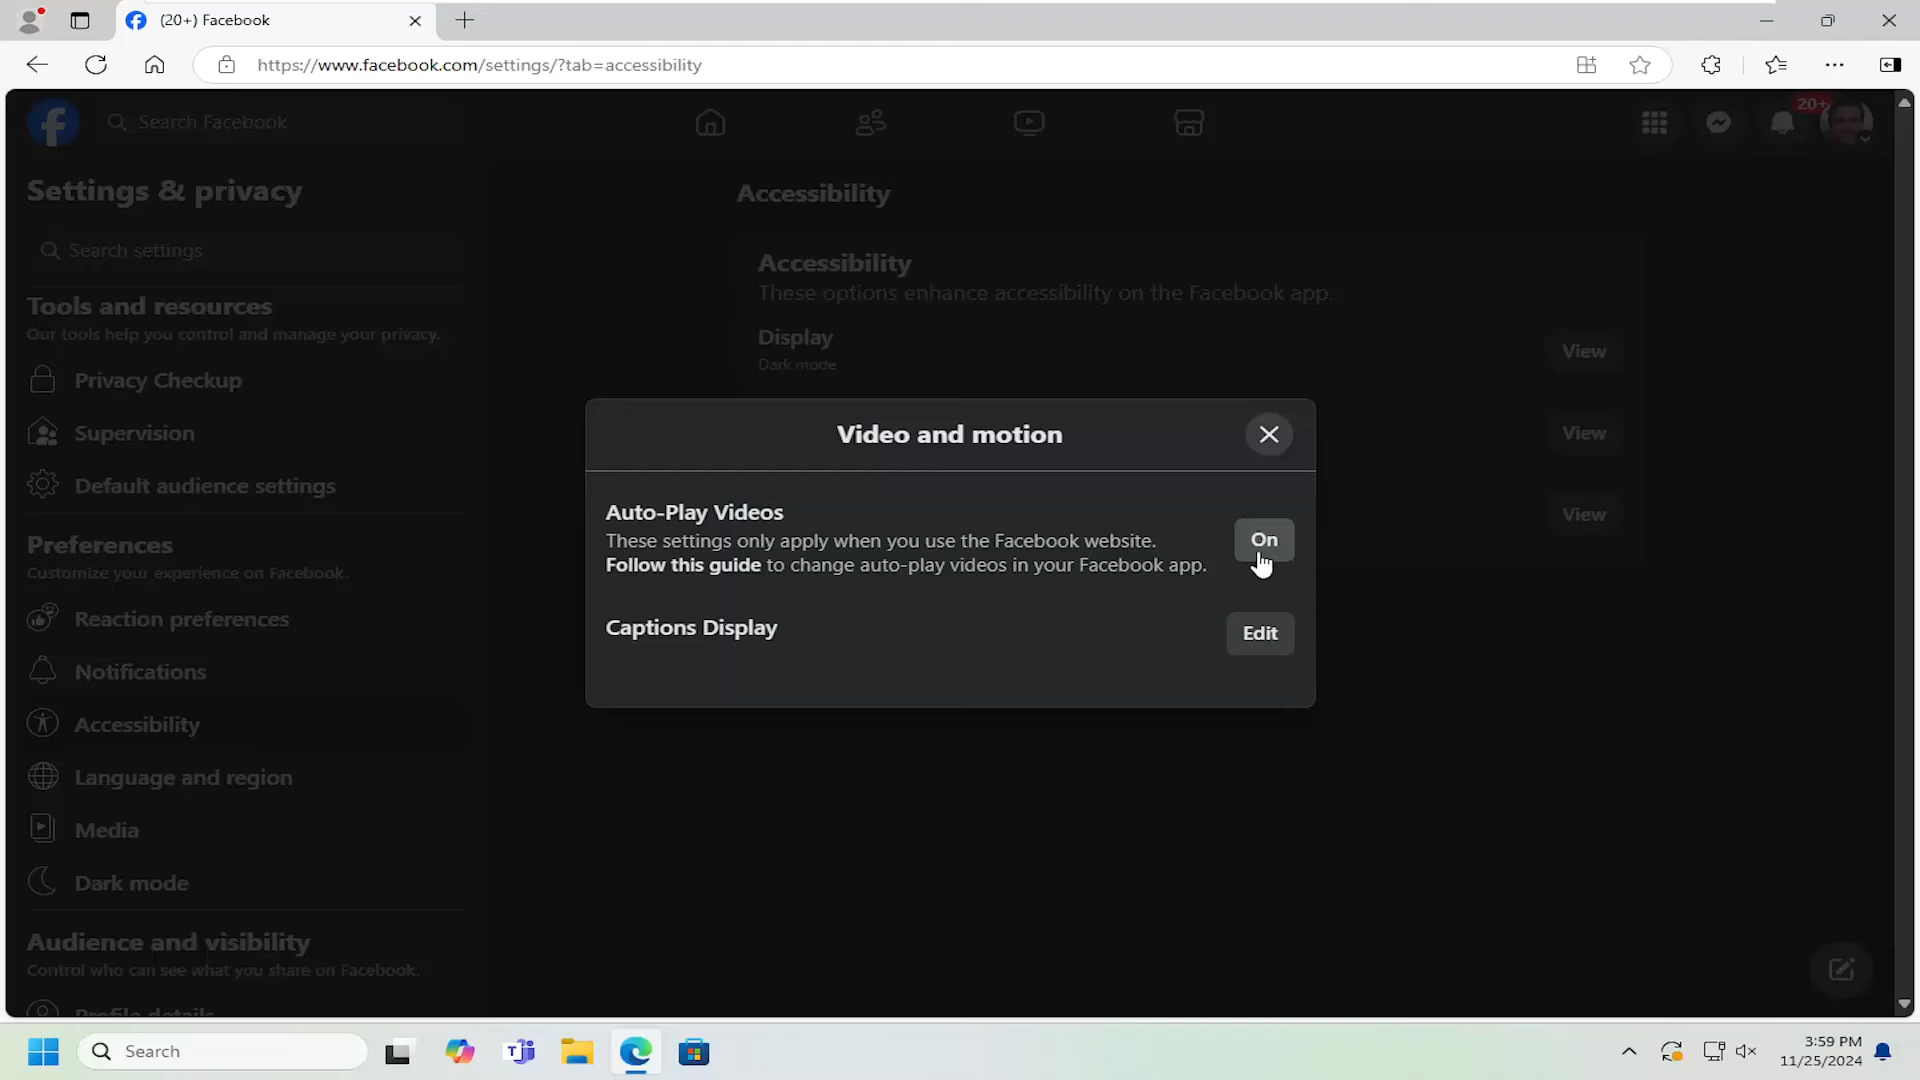 (20+) Facebook
https://www.facebook.com/settings/?tab=accessibility
Search Facebook
20+
Settings & privacy
Search settings
Tools and resources
Our tools help you control and manage your privacy.
Privacy Checkup
Supervision
Default audience settings
Preferences
Customize your experience on Facebook.
Reaction preferences
Notifications
Accessibility
Language and region
Media
Dark mode
Audience and visibility
Control who can see what you share on Facebook.
Profile details
Accessibility
Accessibility
These options enhance accessibility on the Facebook app.
Display
Dark mode
View
View
View
Video and motion
Auto-Play Videos
These settings only apply when you use the Facebook website.
Follow this guide to change auto-play videos in your Facebook app.
On
Captions Display
Edit
Search
3:59 PM
11/25/2024